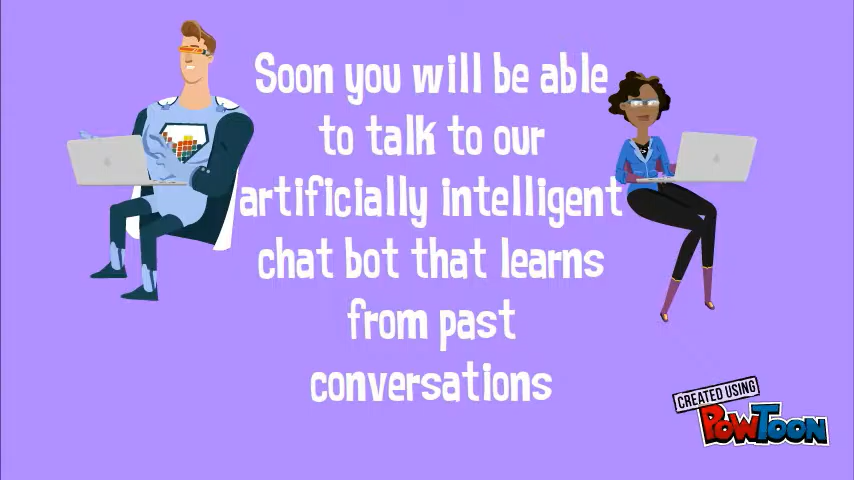 Soon you will be able
to talk to our
artificially intelligent
chat bot that learns
from past
conversations
CREATED USING
POWTOON